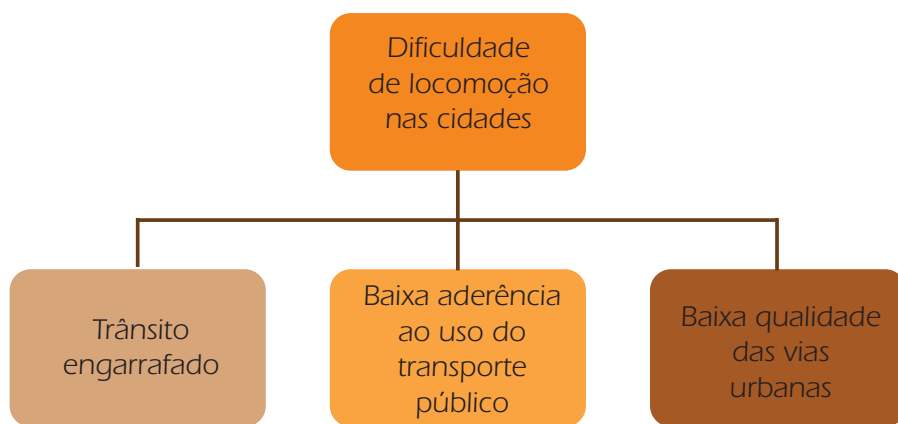 Dificuldade
de locomoção
nas cidades
Trânsito
engarrafado
Baixa aderência
ao uso do
transporte
público
Baixa qualidade
das vias
urbanas